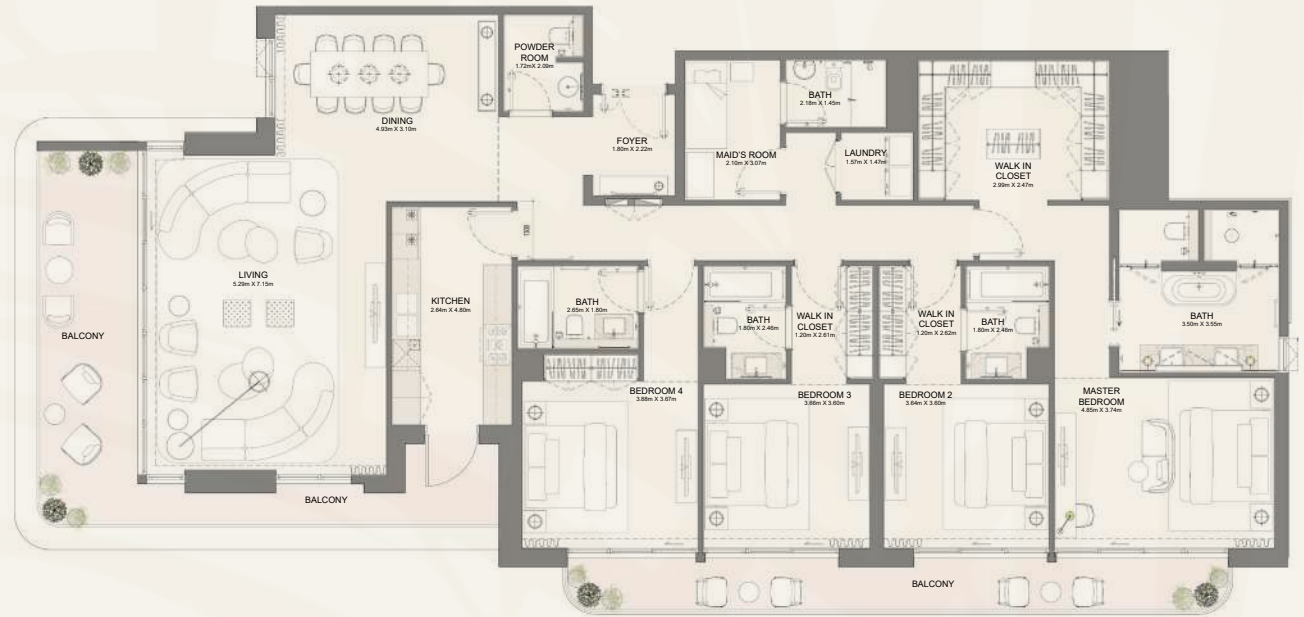 POWDER
ROOM
1.72mX 2.09m
DINING
4.93m X 3.10m
FOYER
1.80m X 2.22m
BATH
2.18m X 1.45m
MAID'S ROOM
2.10m X 3.07m
LAUNDRY
1.57m X 1.47m
WALK IN
CLOSET
2.99m X 2.47m
LIVING
5.29m X 7.15m
BALCONY
KITCHEN
2.64m X 4.80m
1308
BATH
2.65m X 1.80m
BATH
1.80m X 2.46m
WALK IN
CLOSET
1.20m X 2.61m
WALK IN
CLOSET
1.20m X 2.62m
BATH
1.80m X 2.46m
BATH
3.50m X 3.55m
BEDROOM 4
3.88m X 3.67m
BEDROOM 3
3.66m X 3.60m
BEDROOM 2
3.64m X 3.60m
MASTER
BEDROOM
4.85m X 3.74m
BALCONY
BALCONY